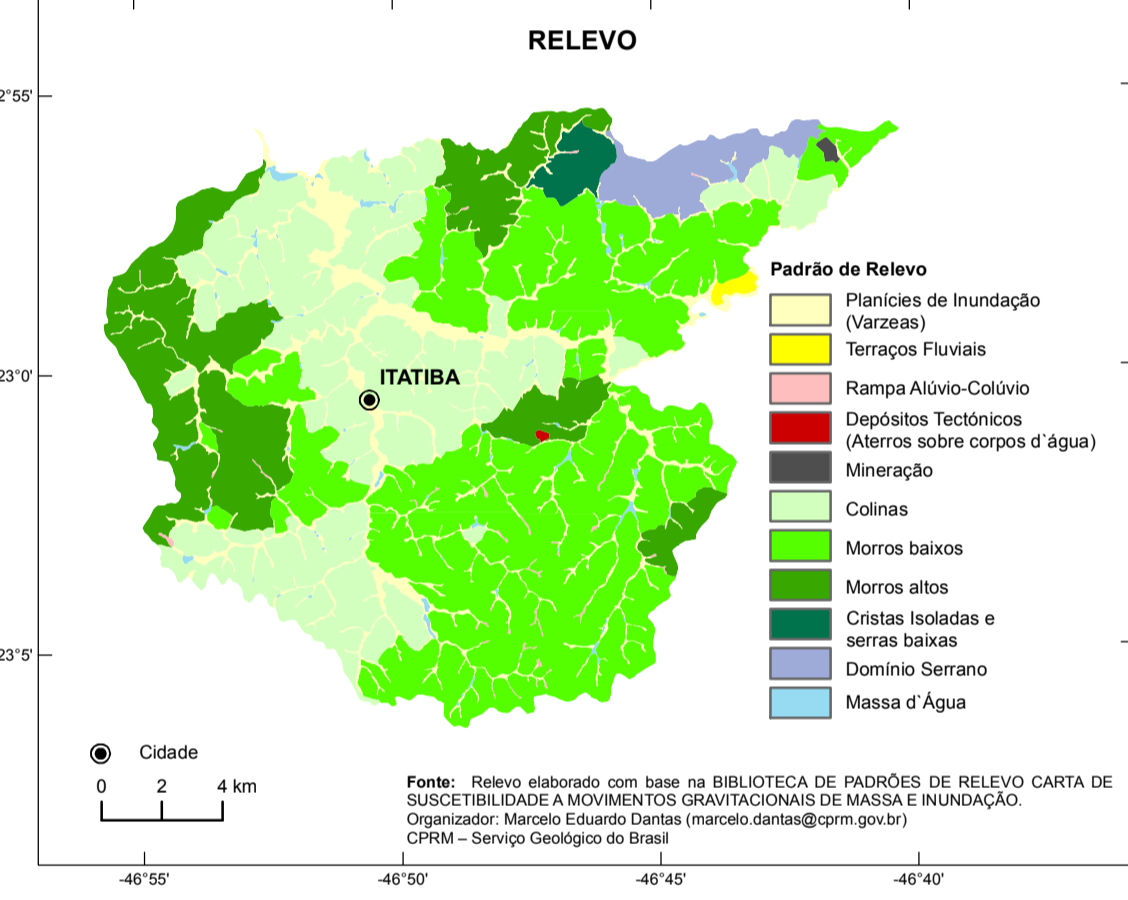 RELEVO
2°55'
23°0'
23°5'
ITATIBA
Padrão de Relevo
Planícies de Inundação
(Varzeas)
Terraços Fluviais
Rampa Alúvio-Colúvio
Depósitos Tectónicos
(Aterros sobre corpos d`água)
Mineração
Colinas
Morros baixos
Morros altos
Cristas Isoladas e
serras baixas
Domínio Serrano
Massa d`Água
Cidade
0 2 4 km
Fonte: Relevo elaborado com base na BIBLIOTECA DE PADRÕES DE RELEVO CARTA DE
SUSCETIBILIDADE A MOVIMENTOS GRAVITACIONAIS DE MASSA E INUNDAÇÃO.
Organizador: Marcelo Eduardo Dantas (marcelo.dantas@cprm.gov.br)
CPRM – Serviço Geológico do Brasil
-46°55' -46°50' -46°45' -46°40'